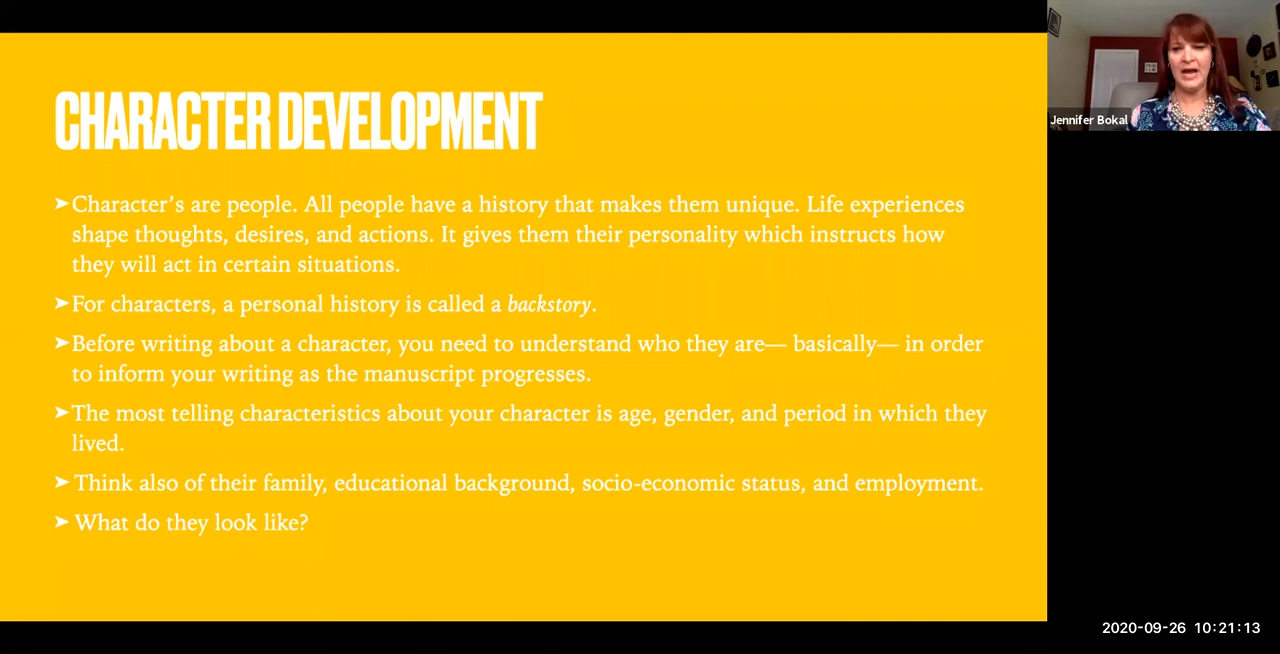 CHARACTER DEVELOPMENT
➤Character’s are people. All people have a history that makes them unique. Life experiences
shape thoughts, desires, and actions. It gives them their personality which instructs how
they will act in certain situations.
➤For characters, a personal history is called a backstory.
➤Before writing about a character, you need to understand who they are— basically— in order
to inform your writing as the manuscript progresses.
➤The most telling characteristics about your character is age, gender, and period in which they
lived.
➤ Think also of their family, educational background, socio-economic status, and employment.
➤ What do they look like?
Jennifer Bokal
2020-09-26 10:21:13